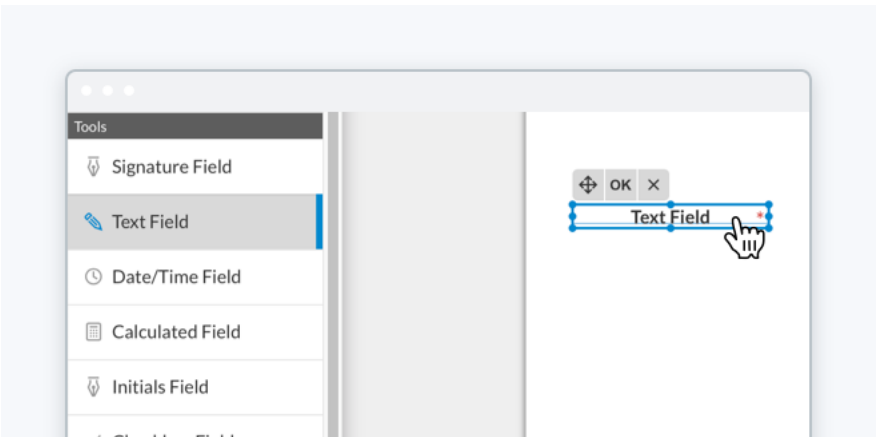 Tools
Signature Field
OK
Text Field
Text Field *
Date/Time Field
Calculated Field
Initials Field